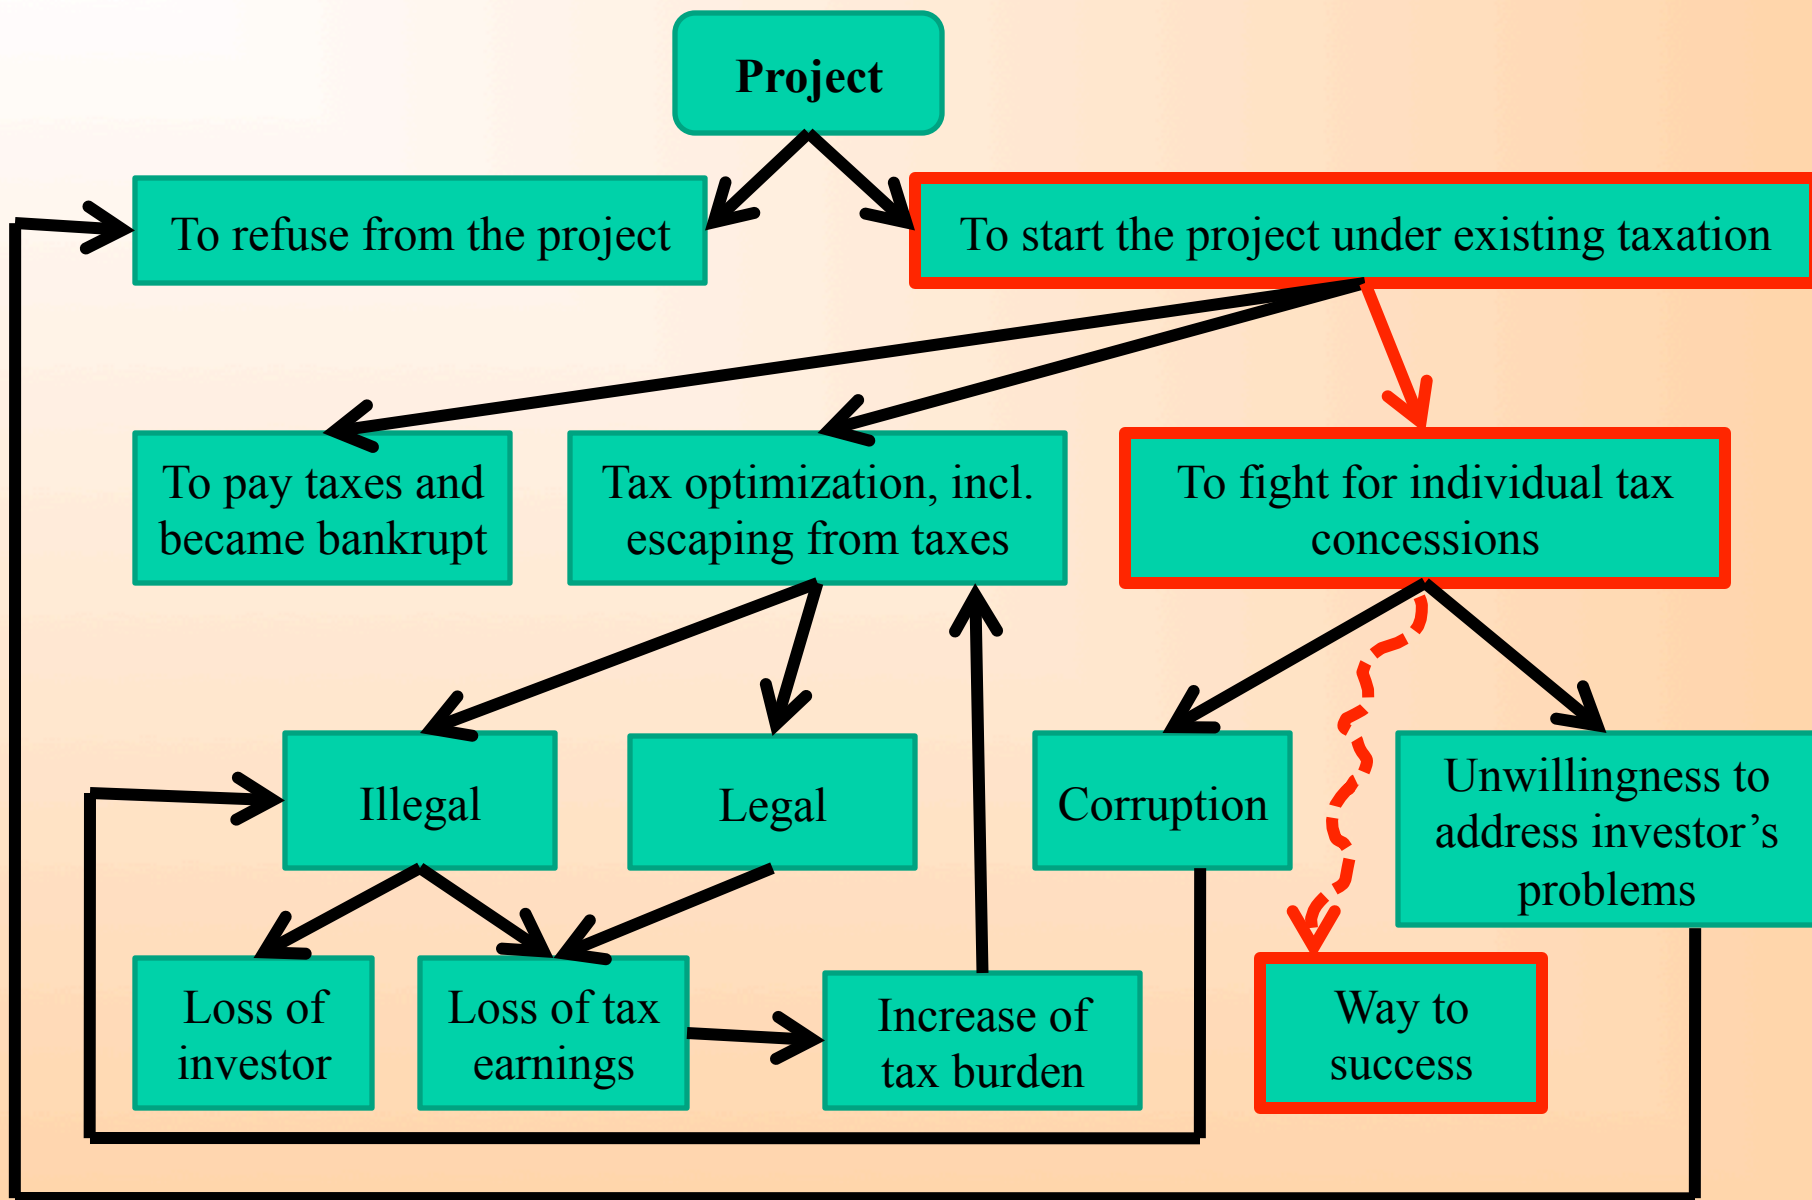 Project
To refuse from the project
To start the project under existing taxation
To pay taxes and
became bankrupt
Tax optimization, incl.
escaping from taxes
To fight for individual tax
concessions
Illegal
Legal
Corruption
Unwillingness to
address investor’s
problems
Loss of
investor
Loss of tax
earnings
Increase of
tax burden
Way to
success